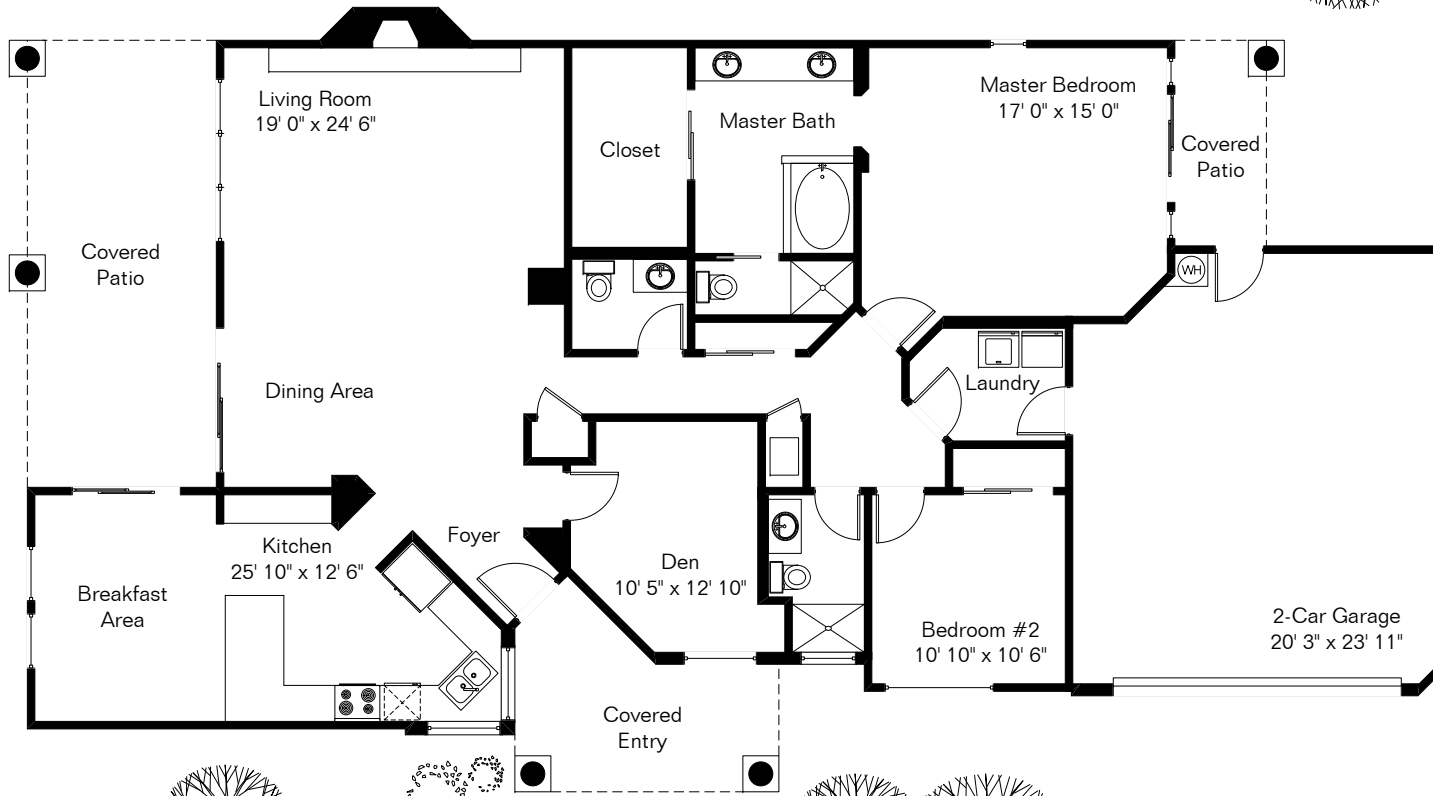 Living Room
19' 0" x 24' 6"
Master Bedroom
17' 0" x 15' 0"
Master Bath
Closet
Covered
Patio
Covered
Patio
WH
Dining Area
Laundry
Foyer
Kitchen
25' 10" x 12' 6"
Den
10' 5" x 12' 10"
Breakfast
Area
Bedroom #2
10' 10" x 10' 6"
2-Car Garage
20' 3" x 23' 11"
Covered
Entry